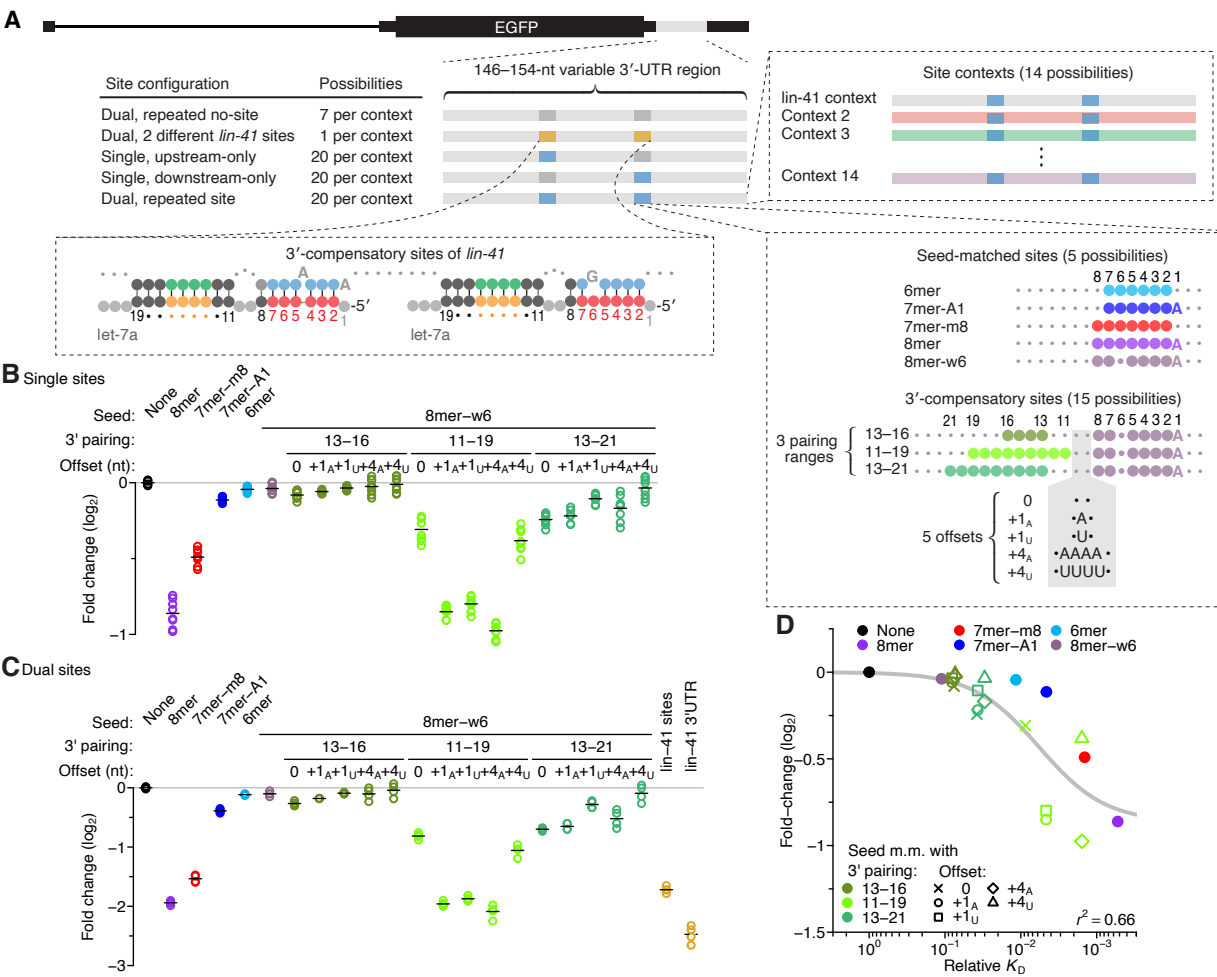 A
EGFP
146–154-nt variable 3′-UTR region
Site configuration
Possibilities
Dual, repeated no-site
7 per context
Dual, 2 different lin-41 sites
1 per context
Single, upstream-only
20 per context
Single, downstream-only
20 per context
Dual, repeated site
20 per context
Site contexts (14 possibilities)
lin-41 context
Context 2
Context 3
Context 14
3′-compensatory sites of lin-41
A
A
19 11 8 7 6 5 4 3 2 1 -5′
let-7a
G
19 11 8 7 6 5 4 3 2 1 -5′
let-7a
Seed-matched sites (5 possibilities)
8 7 6 5 4 3 2 1
6mer
7mer-A1 A
7mer-m8
8mer A
8mer-w6 A
3′-compensatory sites (15 possibilities)
21 19 16 13 11 8 7 6 5 4 3 2 1
3 pairing ranges
13–16 A
11–19 A
13–21 A
5 offsets
0 • •
+1A •A•
+1U •U•
+4A •AAAA •
+4U •UUUU•
B Single sites
None
8mer
7mer–m8
7mer–A1
6mer
Seed: 8mer–w6
3' pairing: 13–16 11–19 13–21
Offset (nt): 0 +1A +1U +4A +4U 0 +1A +1U +4A +4U 0 +1A +1U +4A +4U
Fold change (log2)
0
−1
C Dual sites
None
8mer
7mer–m8
7mer–A1
6mer
Seed: 8mer–w6
3' pairing: 13–16 11–19 13–21
Offset (nt): 0 +1A +1U +4A +4U 0 +1A +1U +4A +4U 0 +1A +1U +4A +4U
lin–41 sites
lin–41 3'UTR
Fold change (log2)
0
−1
−2
−3
D
None
7mer–m8
6mer
8mer
7mer–A1
8mer–w6
Fold–change (log2)
0
−0.5
−1
−1.5
Seed m.m. with
3' pairing:
13–16
11–19
13–21
Offset:
0
+1A
+1U
+4A
+4U
r² = 0.66
10⁰ 10⁻¹ 10⁻² 10⁻³
Relative KD